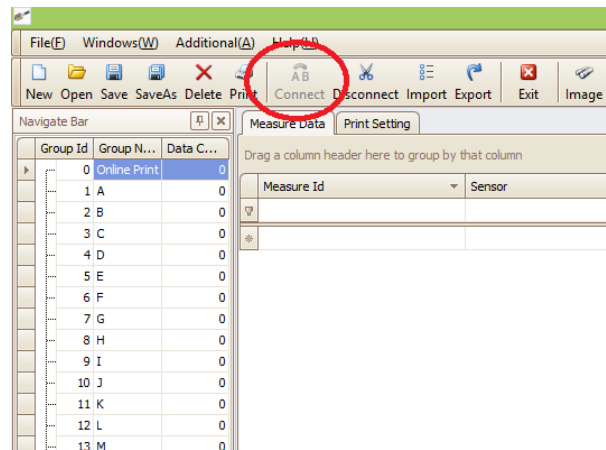 File(F) Windows(W) Additional(A) Help(H)
AB
New Open Save SaveAs Delete Print Connect Disconnect Import Export Exit Image
Navigate Bar
Measure Data Print Setting
Group Id Group N... Data C...
Drag a column header here to group by that column
0 Online Print 0
Measure Id Sensor
1 A 0
2 B 0
3 C 0
4 D 0
5 E 0
6 F 0
7 G 0
8 H 0
9 I 0
10 J 0
11 K 0
12 L 0
13 M 0